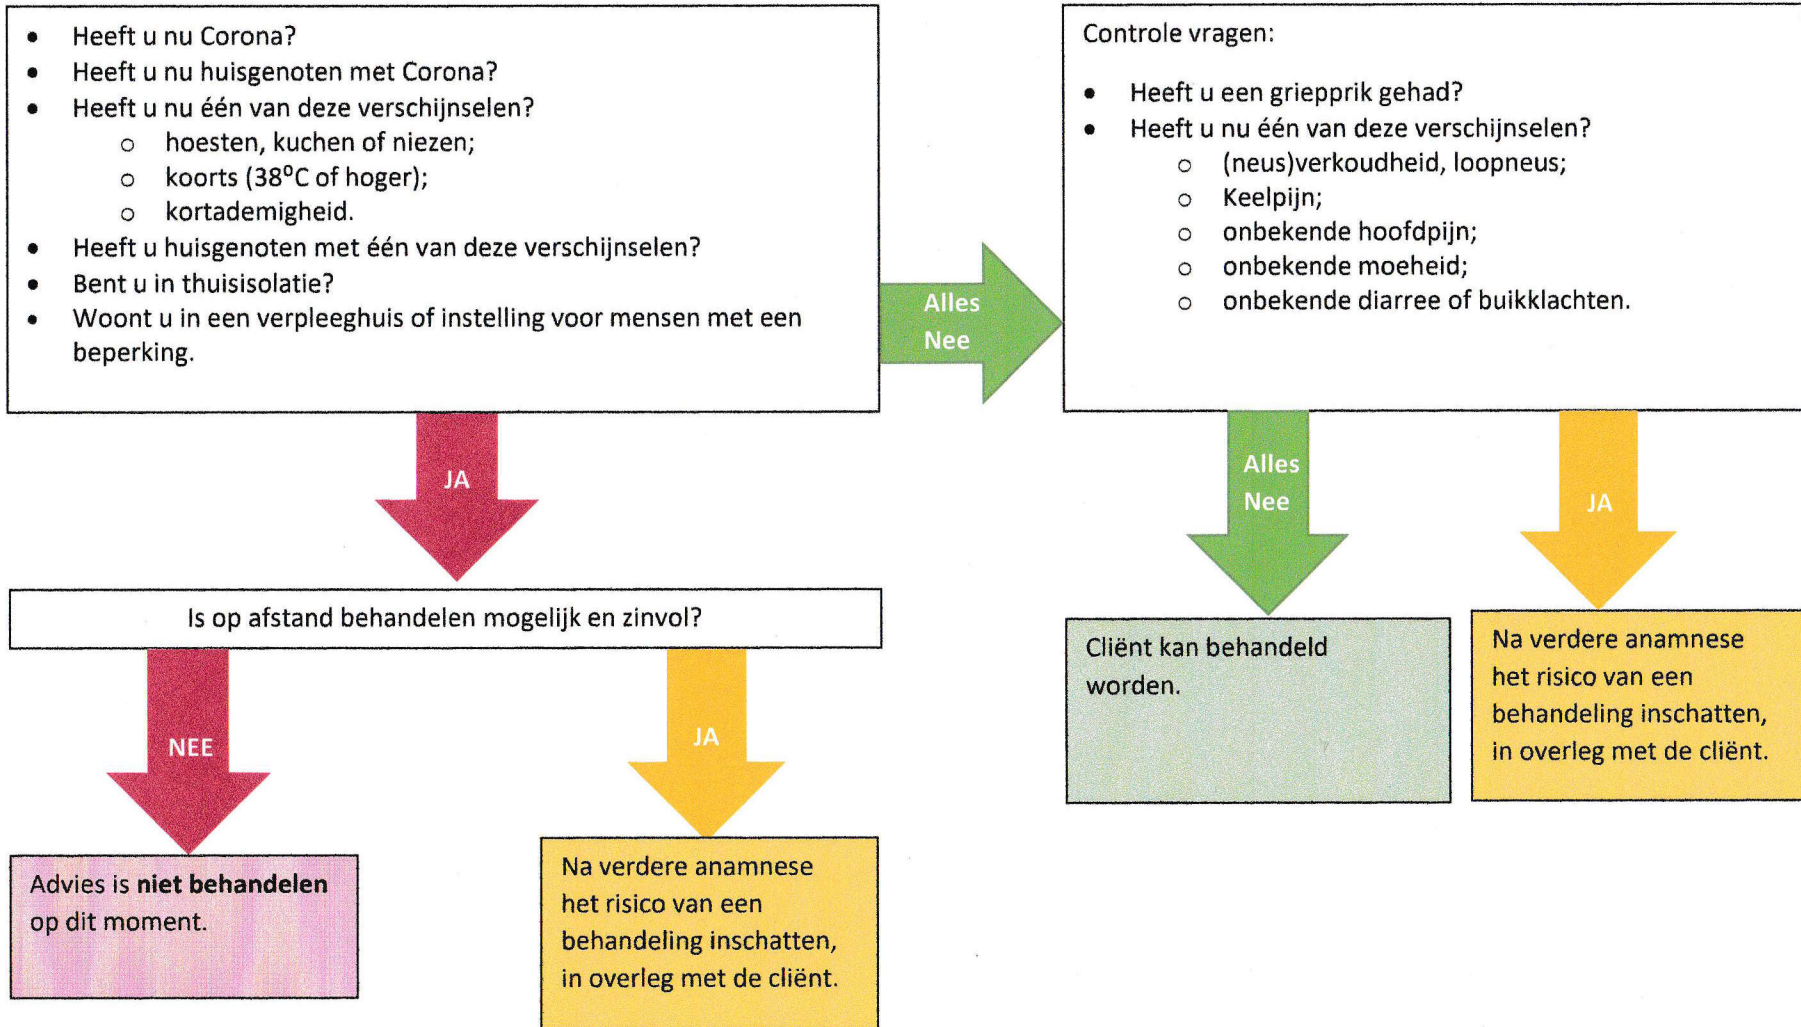 • Heeft u nu Corona?
• Heeft u nu huisgenoten met Corona?
• Heeft u nu één van deze verschijnselen?
o hoesten, kuchen of niezen;
o koorts (38⁰C of hoger);
o kortademigheid.
• Heeft u huisgenoten met één van deze verschijnselen?
• Bent u in thuisisolatie?
• Woont u in een verpleeghuis of instelling voor mensen met een
beperking.
Alles
Nee
Controle vragen:
• Heeft u een griepprik gehad?
• Heeft u nu één van deze verschijnselen?
o (neus)verkoudheid, loopneus;
o Keelpijn;
o onbekende hoofdpijn;
o onbekende moeheid;
o onbekende diarree of buikklachten.
JA
Alles
Nee
JA
Is op afstand behandelen mogelijk en zinvol?
Cliënt kan behandeld
worden.
Na verdere anamnese
het risico van een
behandeling inschatten,
in overleg met de cliënt.
NEE
JA
Advies is niet behandelen
op dit moment.
Na verdere anamnese
het risico van een
behandeling inschatten,
in overleg met de cliënt.